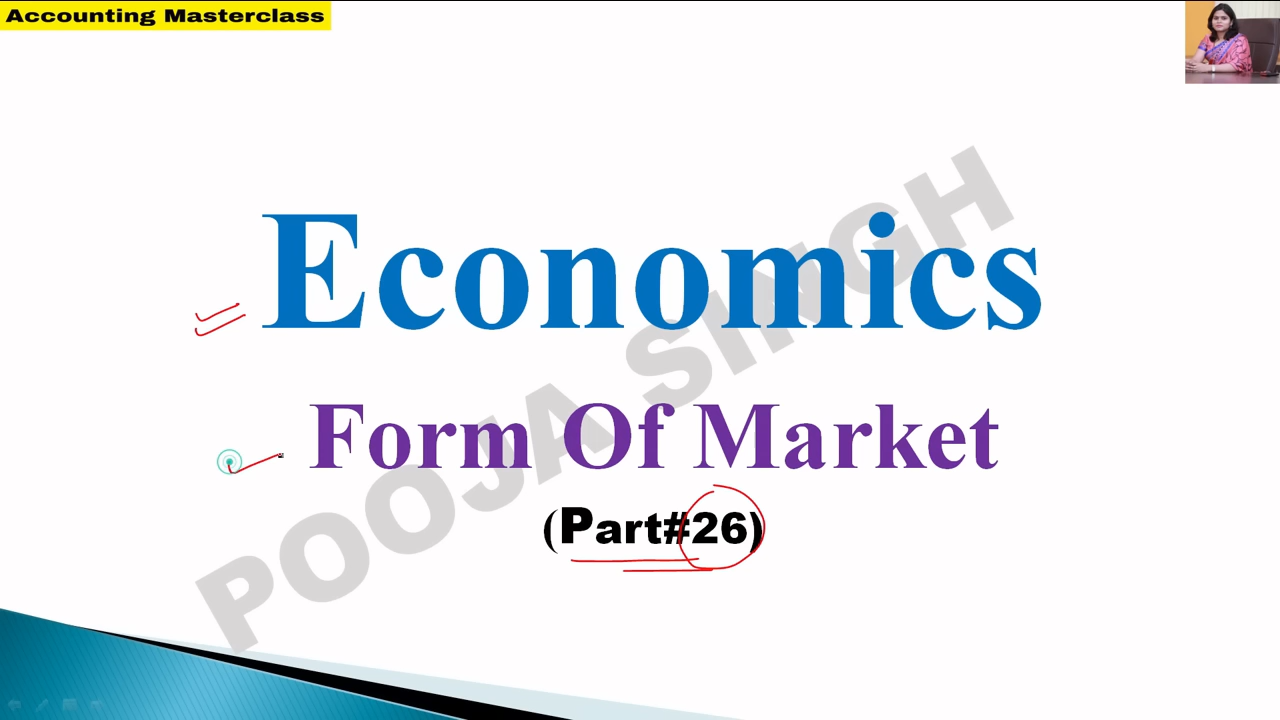 Accounting Masterclass
Economics
POOJA SINGH
Form Of Market
(Part#26)